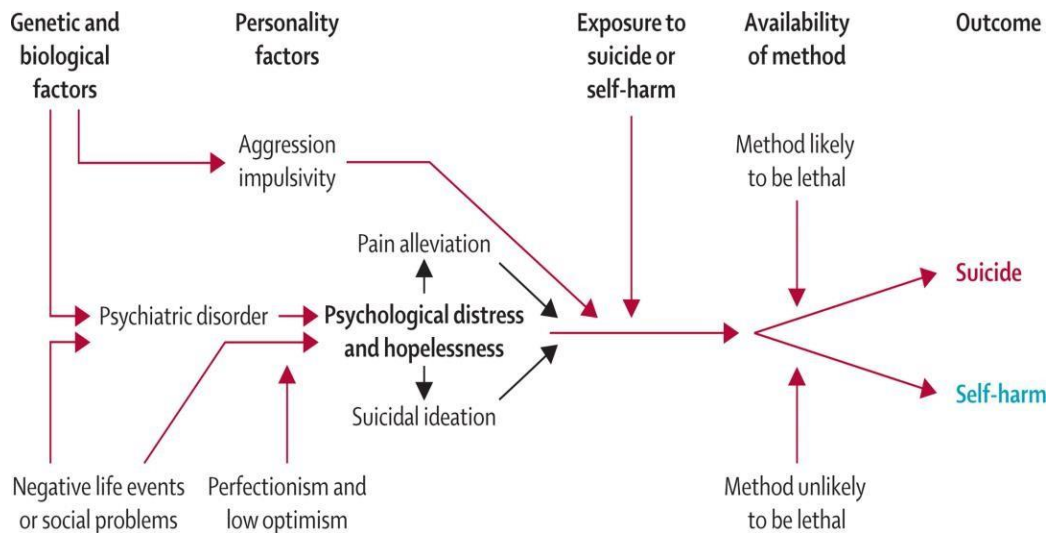 Genetic and
biological
factors
Personality
factors
Exposure to
suicide or
self-harm
Availability
of method
Outcome
Aggression
impulsivity
Method likely
to be lethal
Pain alleviation
Suicide
Psychiatric disorder
Psychological distress
and hopelessness
Self-harm
Suicidal ideation
Negative life events
or social problems
Perfectionism and
low optimism
Method unlikely
to be lethal